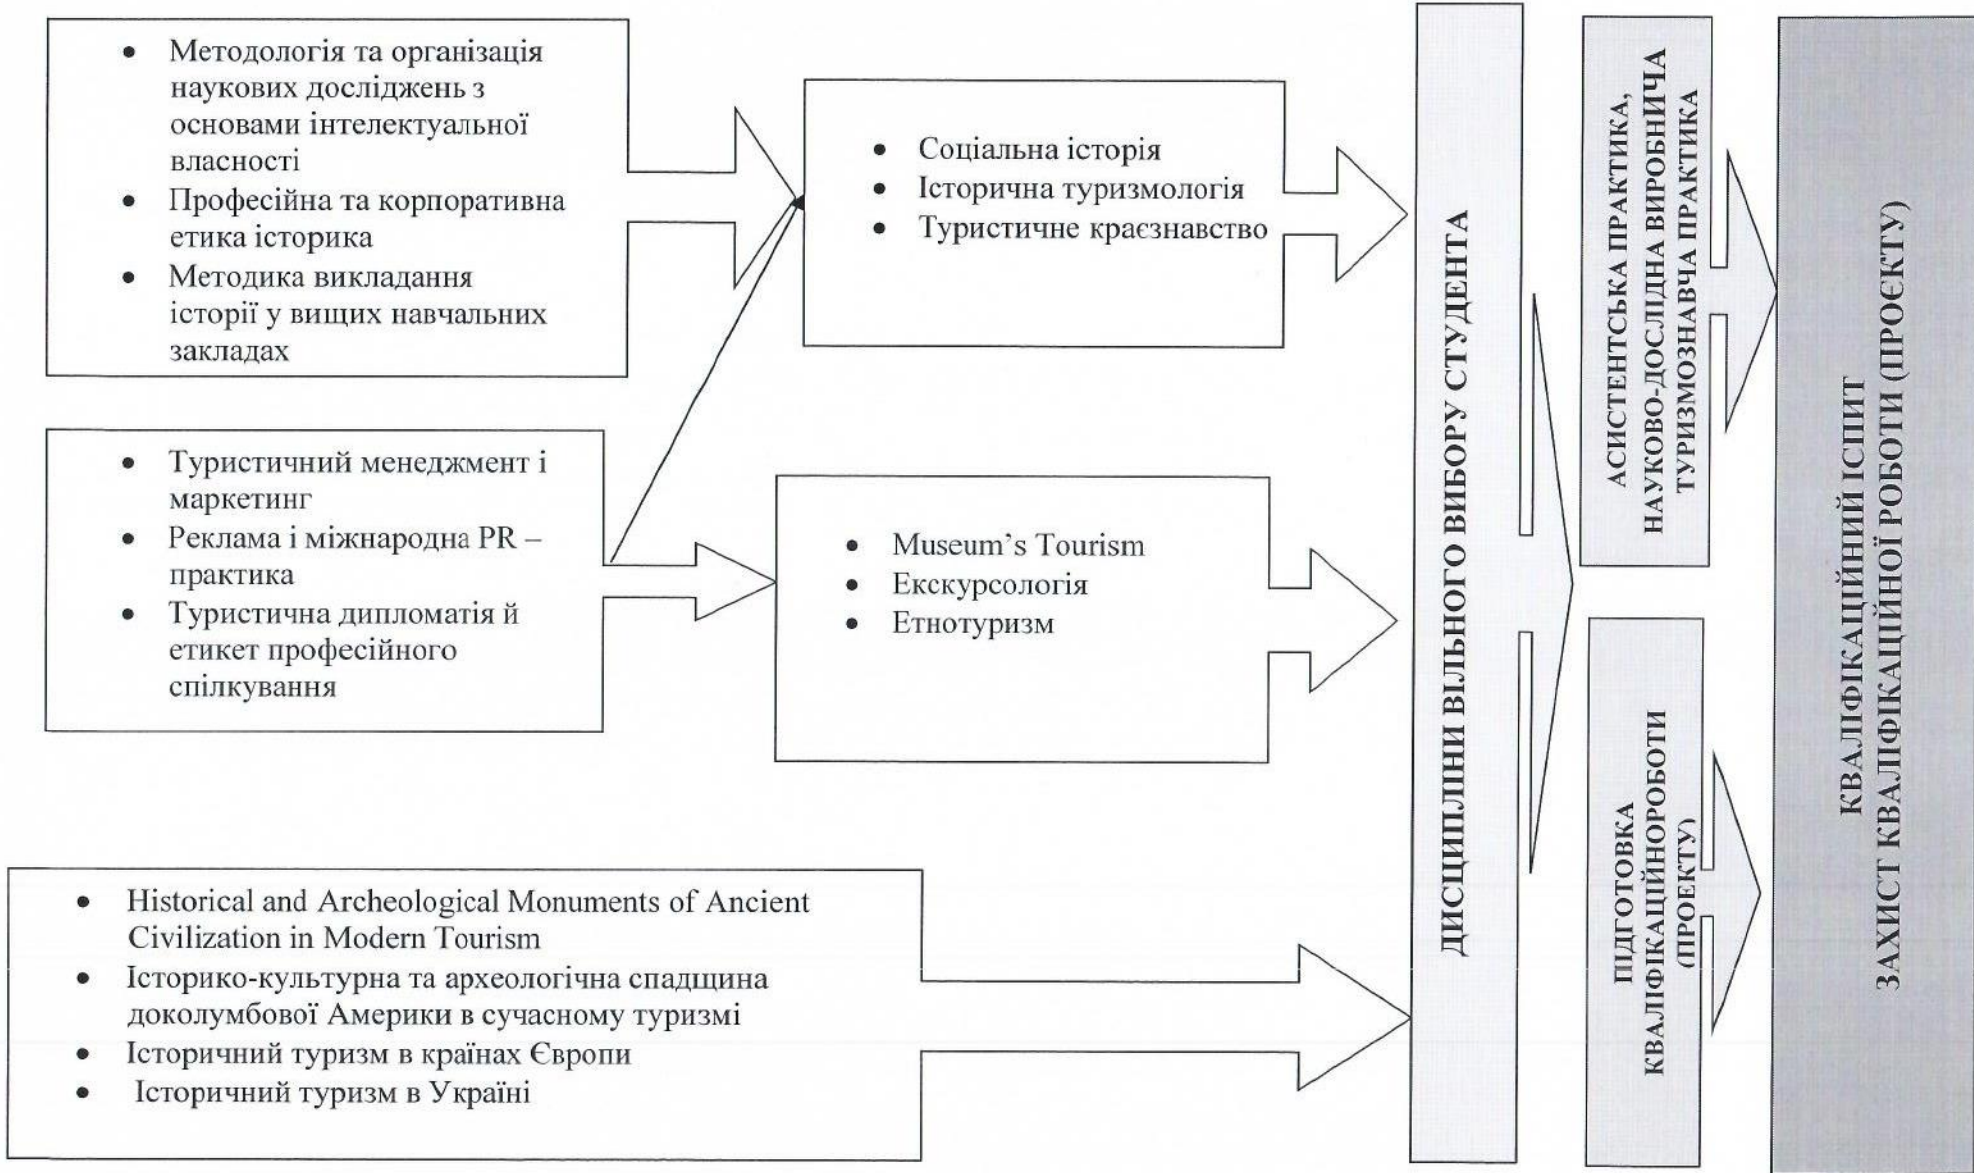 • Методологія та організація
наукових досліджень з
основами інтелектуальної
власності
• Професійна та корпоративна
етика історика
• Методика викладання
історії у вищих навчальних
закладах
• Соціальна історія
• Історична туризмологія
• Туристичне краєзнавство
• Туристичний менеджмент і
маркетинг
• Реклама і міжнародна PR –
практика
• Туристична дипломатія й
етикет професійного
спілкування
• Museum’s Tourism
• Екскурсологія
• Етнотуризм
• Historical and Archeological Monuments of Ancient
Civilization in Modern Tourism
• Історико-культурна та археологічна спадщина
доколумбової Америки в сучасному туризмі
• Історичний туризм в країнах Європи
• Історичний туризм в Україні
ДИСЦИПЛІНИ ВІЛЬНОГО ВИБОРУ СТУДЕНТА
АСИСТЕНТСЬКА ПРАКТИКА,
НАУКОВО-ДОСЛІДНА ВИРОБНИЧА
ТУРИЗМОЗНАВЧА ПРАКТИКА
ПІДГОТОВКА
КВАЛІФІКАЦІЙНОРОБОТИ
(ПРОЕКТУ)
КВАЛІФІКАЦІЙНИЙ ІСПИТ
ЗАХИСТ КВАЛІФІКАЦІЙНОЇ РОБОТИ (ПРОЄКТУ)